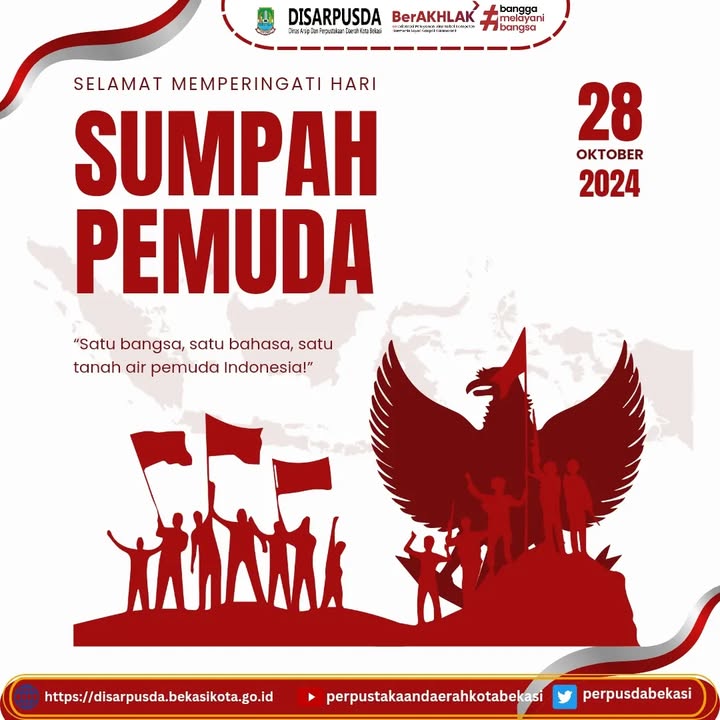 DISARPUSDA
Dinas Arsip Dan Perpustakaan Daerah Kota Bekasi
BerAKHLAK
#bangga
melayani
bangsa
SELAMAT MEMPERINGATI HARI
SUMPAH
PEMUDA
28
OKTOBER
2024
“Satu bangsa, satu bahasa, satu
tanah air pemuda Indonesia!”
https://disarpusda.bekasikota.go.id
perpustakaandaerahkotabekasi
perpusdabekasi